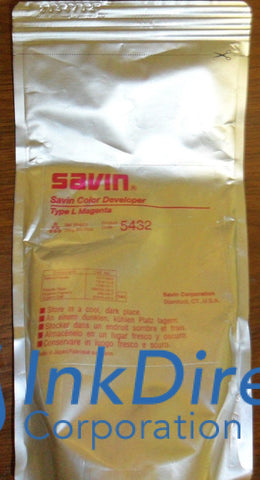 savin®
Savin Color Developer
Type L Magenta
5432
Savin Corporation
Stamford, CT, U.S.A.
■ Store in a cool, dark place.
■ An einem dunklen, kühlen Platz lagern.
■ Stocker dans un endroit sombre et frais.
■ Almacénelo en un lugar fresco y oscuro.
■ Conservare in luogo fresco e scuro.
InkDire
Corporation